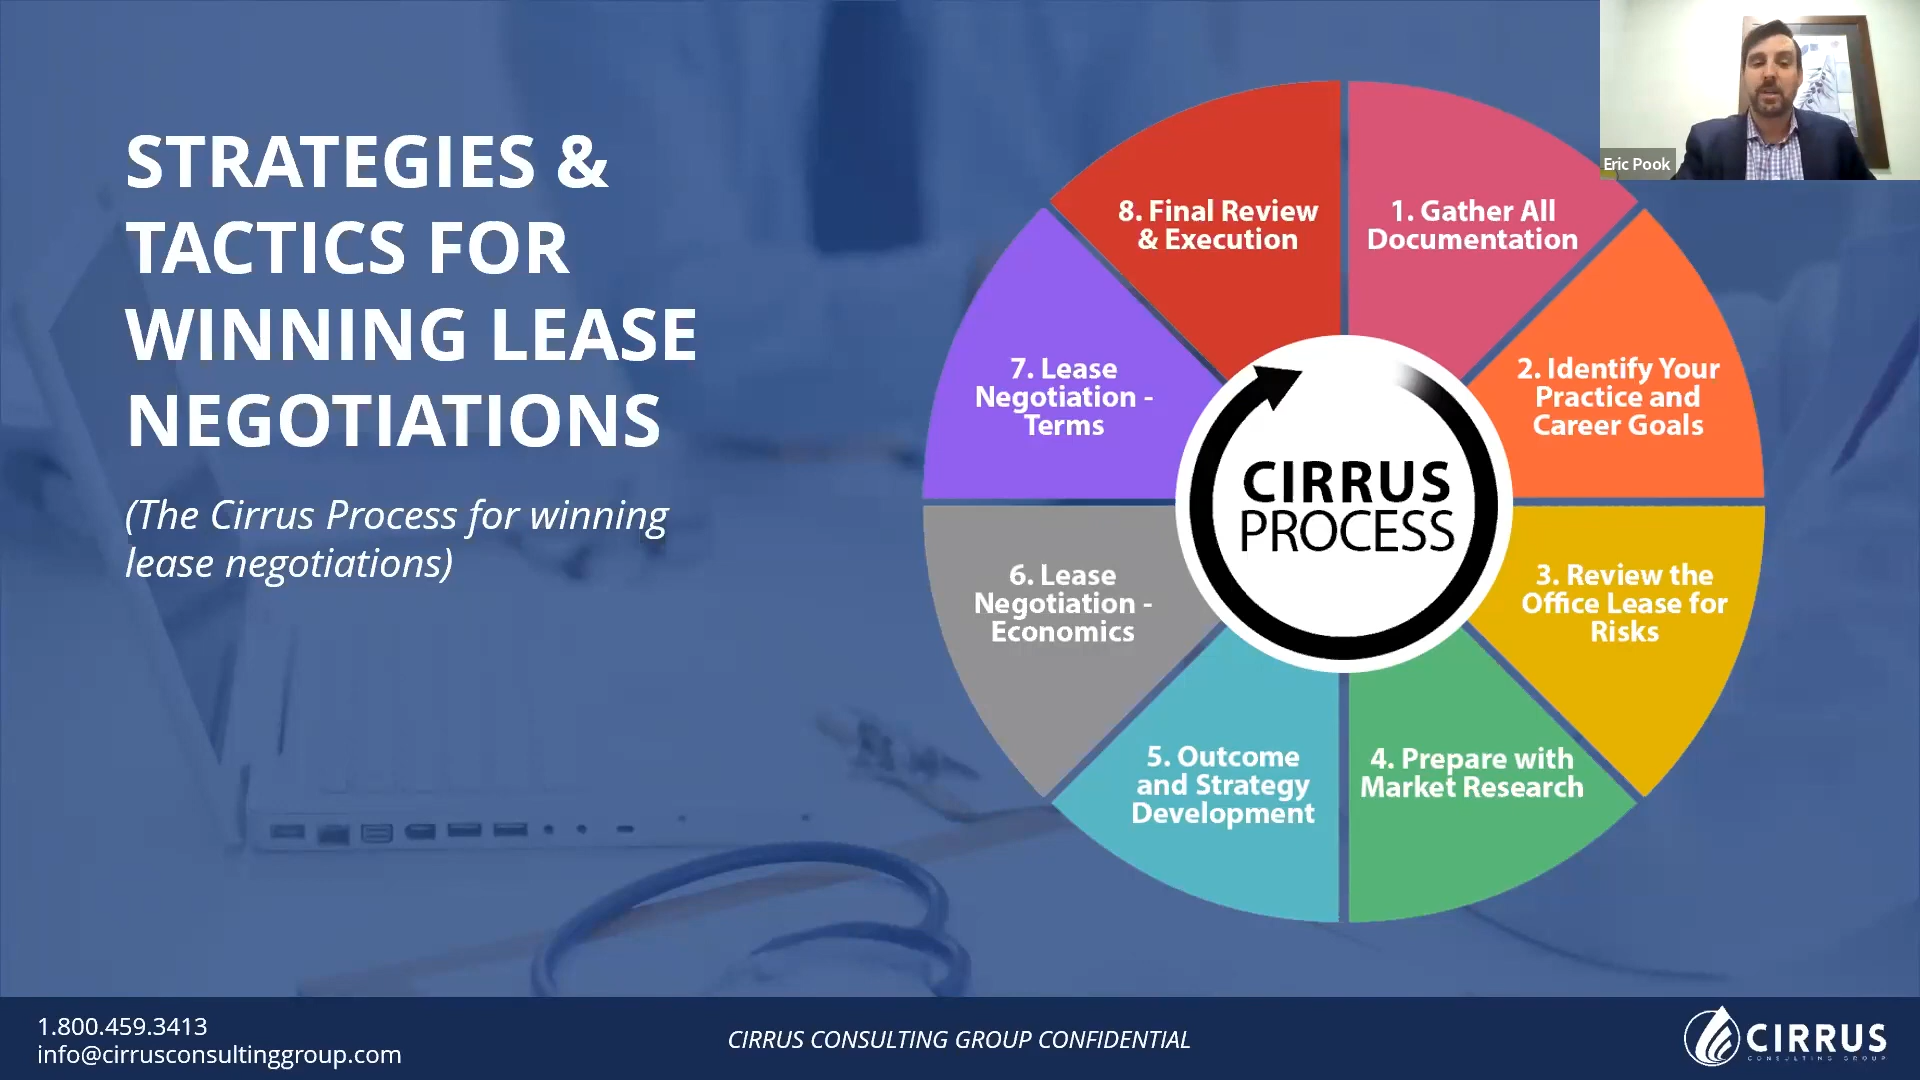 STRATEGIES &
TACTICS FOR
WINNING LEASE
NEGOTIATIONS
(The Cirrus Process for winning
lease negotiations)
Eric Pook
1. Gather All
Documentation
2. Identify Your
Practice and
Career Goals
3. Review the
Office Lease for
Risks
4. Prepare with
Market Research
5. Outcome
and Strategy
Development
6. Lease
Negotiation -
Economics
7. Lease
Negotiation -
Terms
8. Final Review
& Execution
CIRRUS
PROCESS
1.800.459.3413
info@cirrusconsultinggroup.com
CIRRUS CONSULTING GROUP CONFIDENTIAL
CIRRUS
CONSULTING GROUP